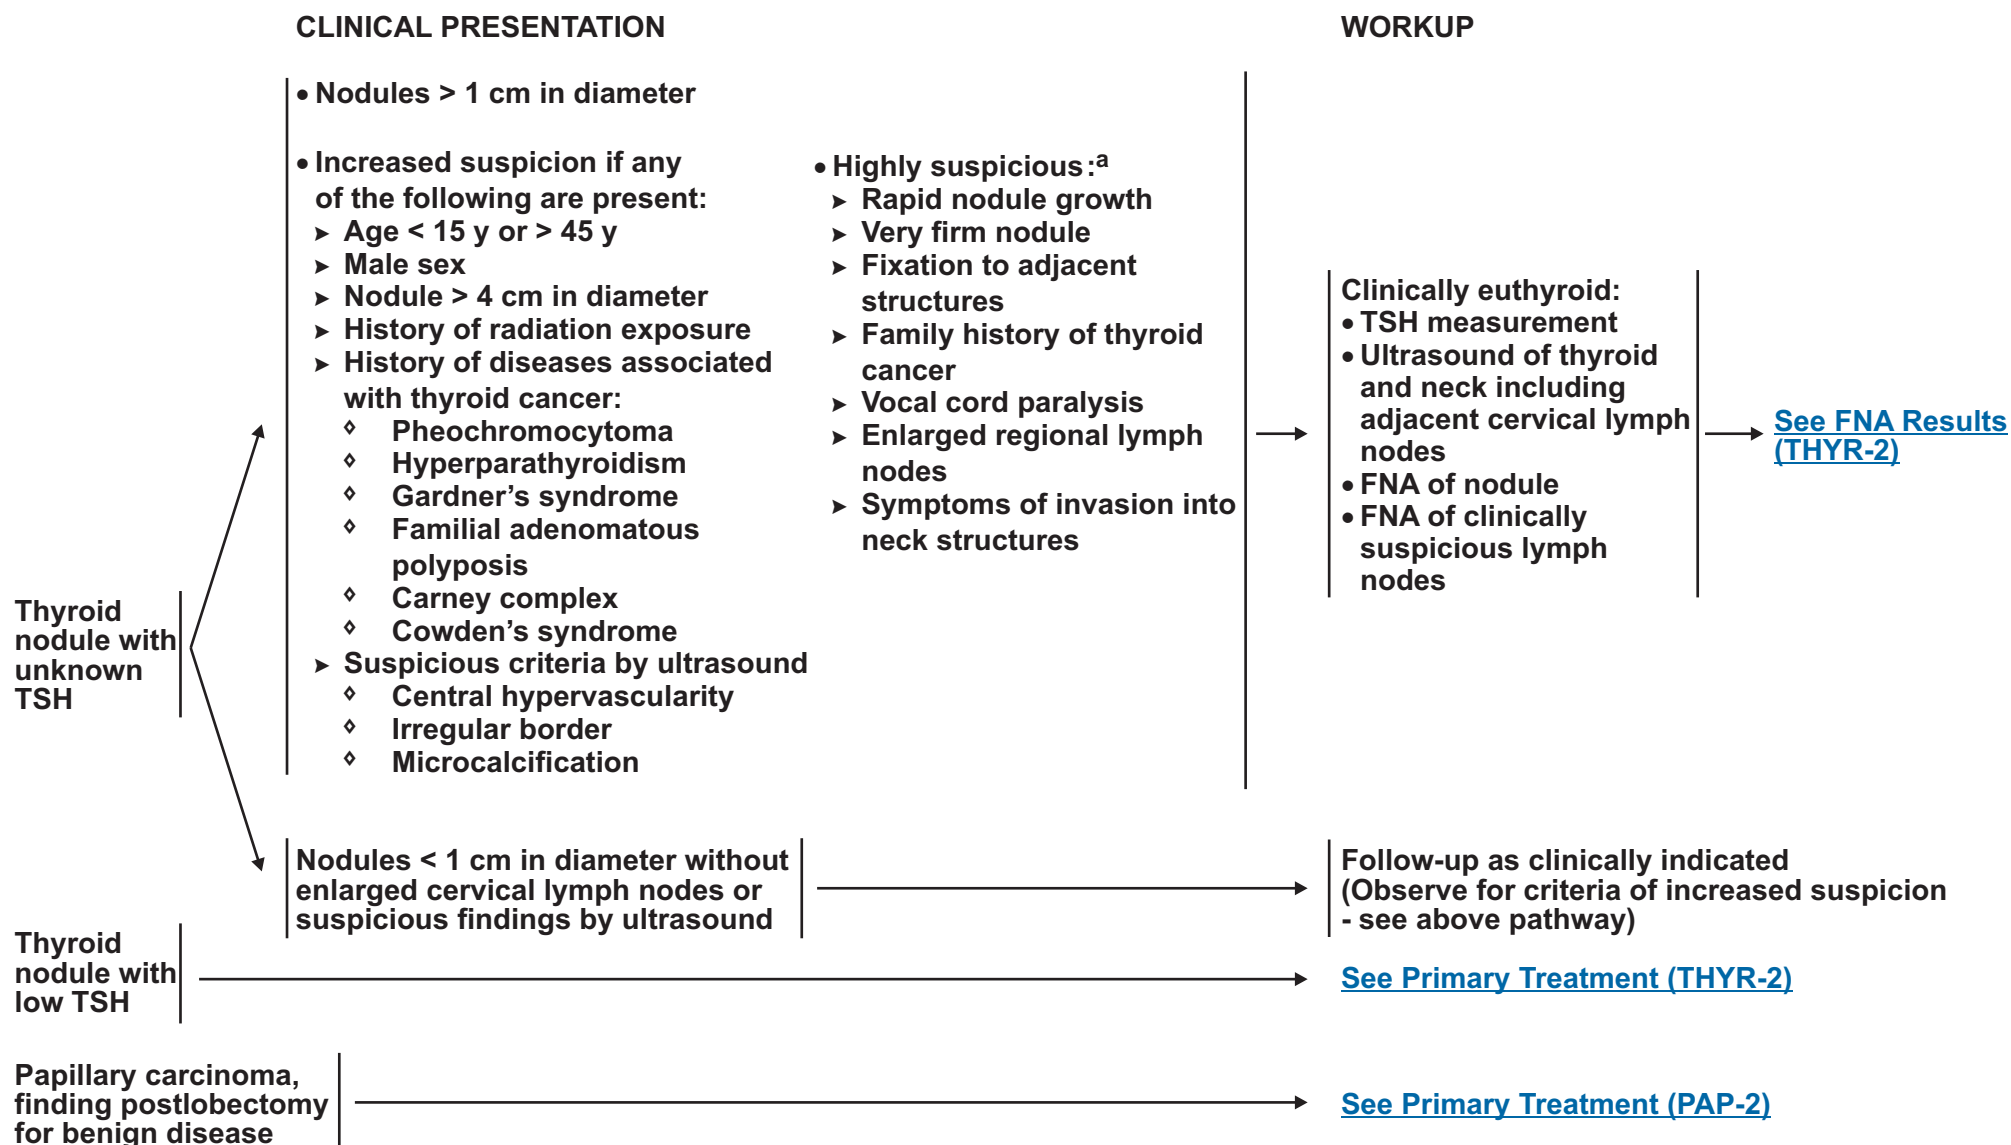 CLINICAL PRESENTATION
WORKUP
• Nodules > 1 cm in diameter
• Increased suspicion if any
of the following are present:
➤ Age < 15 y or > 45 y
➤ Male sex
➤ Nodule > 4 cm in diameter
➤ History of radiation exposure
➤ History of diseases associated
with thyroid cancer:
◊ Pheochromocytoma
◊ Hyperparathyroidism
◊ Gardner’s syndrome
◊ Familial adenomatous
polyposis
◊ Carney complex
◊ Cowden’s syndrome
➤ Suspicious criteria by ultrasound
◊ Central hypervascularity
◊ Irregular border
◊ Microcalcification
• Highly suspicious:a
➤ Rapid nodule growth
➤ Very firm nodule
➤ Fixation to adjacent
structures
➤ Family history of thyroid
cancer
➤ Vocal cord paralysis
➤ Enlarged regional lymph
nodes
➤ Symptoms of invasion into
neck structures
Clinically euthyroid:
• TSH measurement
• Ultrasound of thyroid
and neck including
adjacent cervical lymph
nodes
• FNA of nodule
• FNA of clinically
suspicious lymph
nodes
See FNA Results
(THYR-2)
Thyroid
nodule with
unknown
TSH
Nodules < 1 cm in diameter without
enlarged cervical lymph nodes or
suspicious findings by ultrasound
Follow-up as clinically indicated
(Observe for criteria of increased suspicion
- see above pathway)
Thyroid
nodule with
low TSH
See Primary Treatment (THYR-2)
Papillary carcinoma,
finding postlobectomy
for benign disease
See Primary Treatment (PAP-2)